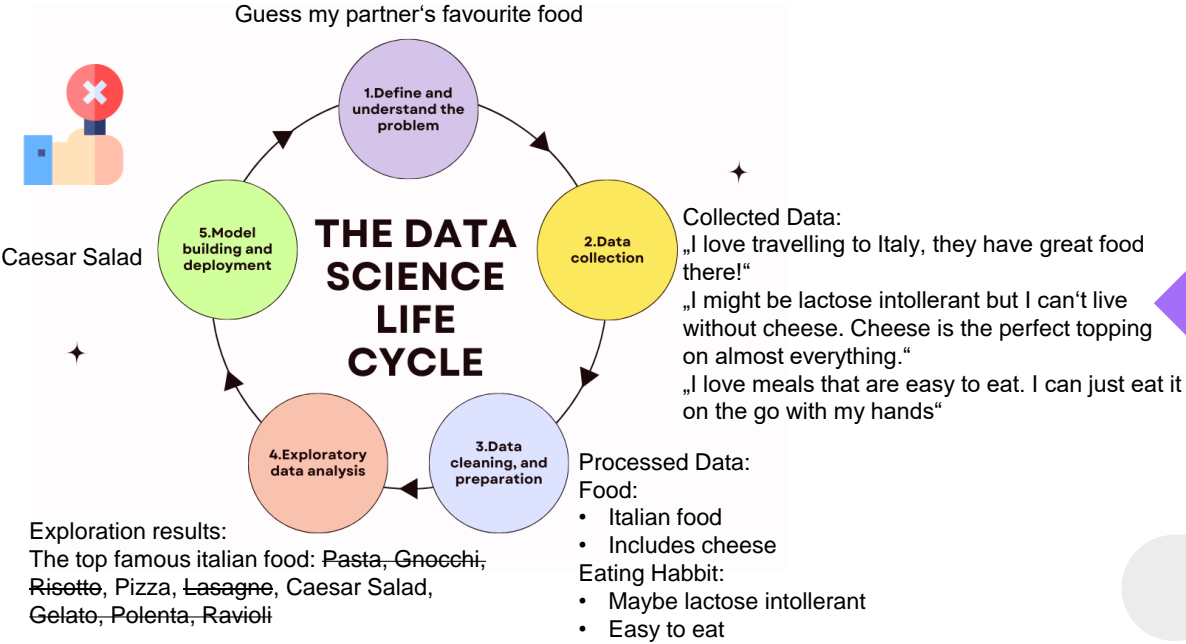 Guess my partner‘s favourite food
1.Define and
understand the
problem
2.Data
collection
Collected Data:
„I love travelling to Italy, they have great food
there!“
„I might be lactose intollerant but I can‘t live
without cheese. Cheese is the perfect topping
on almost everything.“
„I love meals that are easy to eat. I can just eat it
on the go with my hands“
3.Data
cleaning, and
preparation
Processed Data:
Food:
• Italian food
• Includes cheese
Eating Habbit:
• Maybe lactose intollerant
• Easy to eat
4.Exploratory
data analysis
Exploration results:
The top famous italian food: Pasta, Gnocchi,
Risotto, Pizza, Lasagne, Caesar Salad,
Gelato, Polenta, Ravioli
5.Model
building and
deployment
Caesar Salad
THE DATA
SCIENCE
LIFE
CYCLE